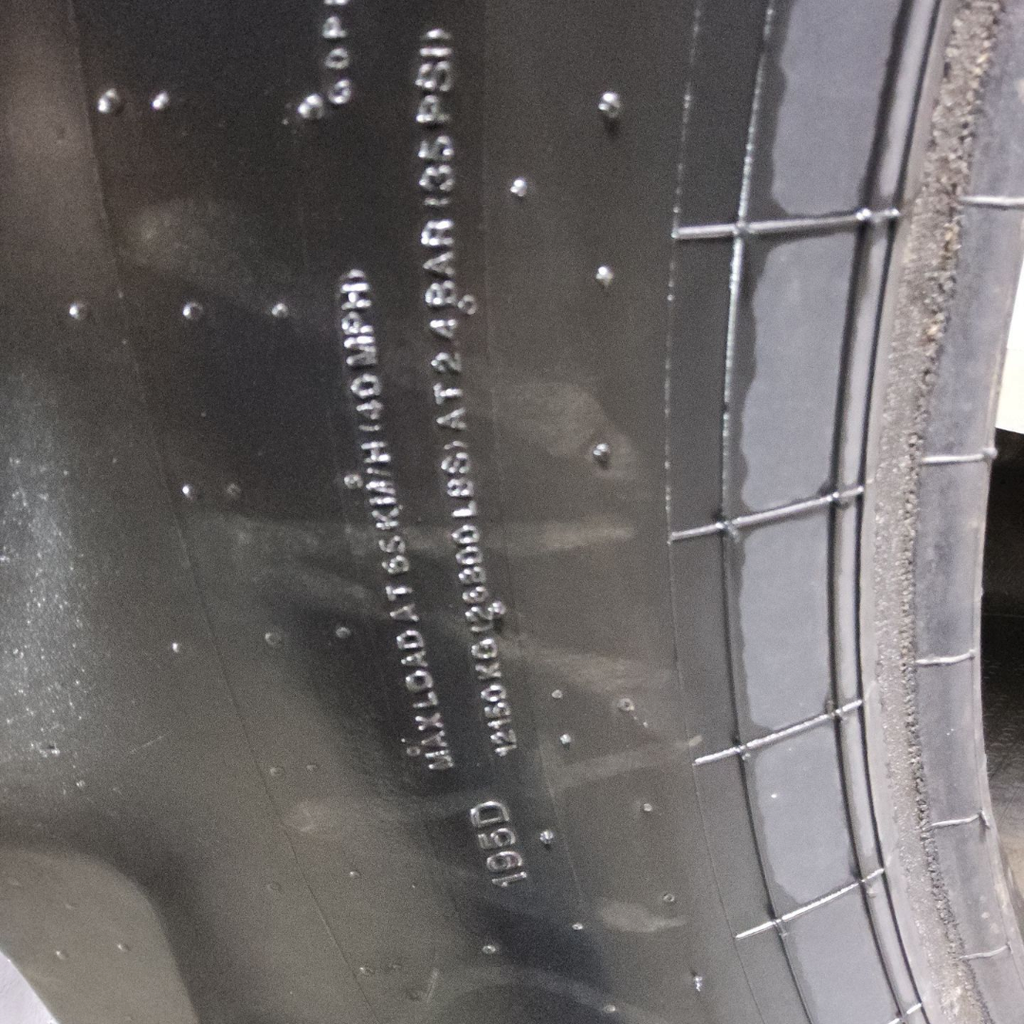 195D
MAX LOAD AT 65 KM/H (40 MPH)
12150 KG (26800 LBS) AT 2.4 BAR (35 PSI)